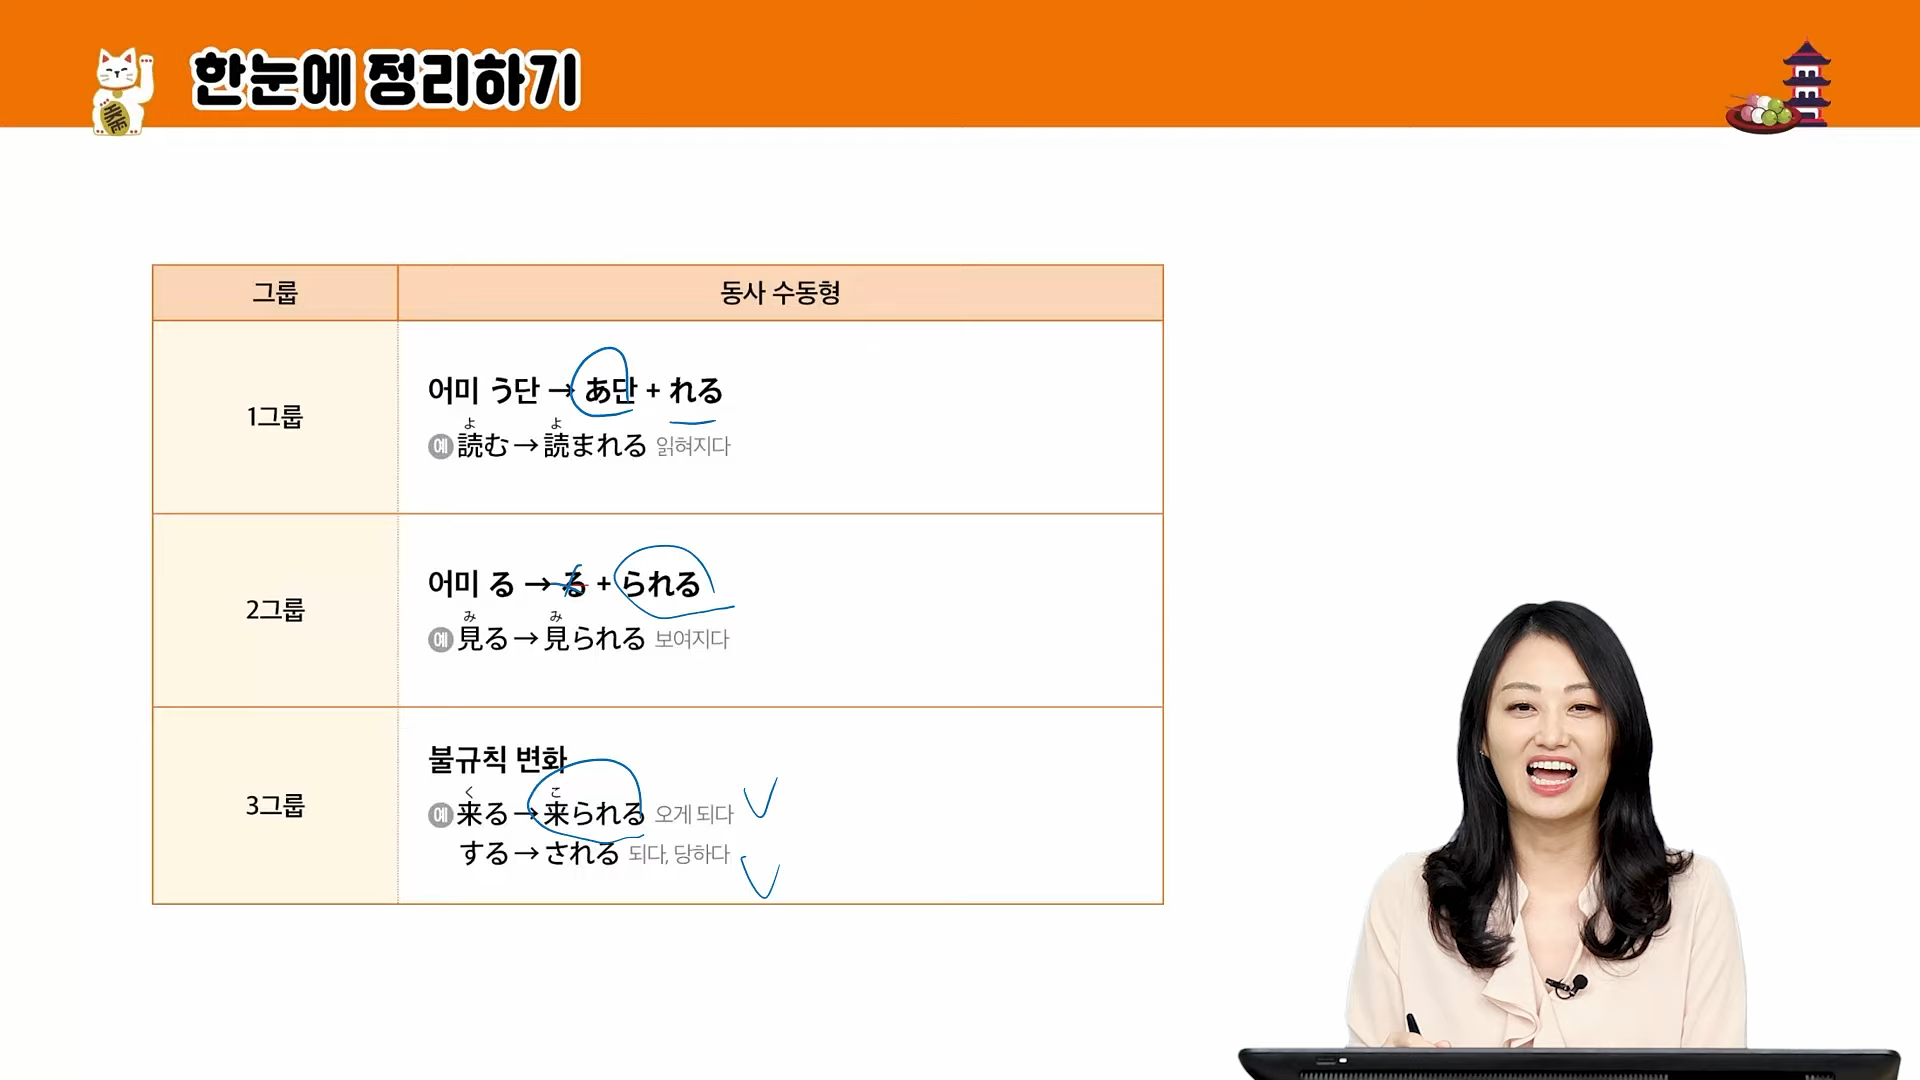 한눈에 정리하기
그룹
동사 수동형
1그룹
어미 う단 → あ단 + れる
よ よ
예 読む → 読まれる 읽혀지다
2그룹
어미 る → る + られる
み み
예 見る → 見られる 보여지다
3그룹
불규칙 변화
く こ
예 来る → 来られる 오게 되다
する → される 되다, 당하다